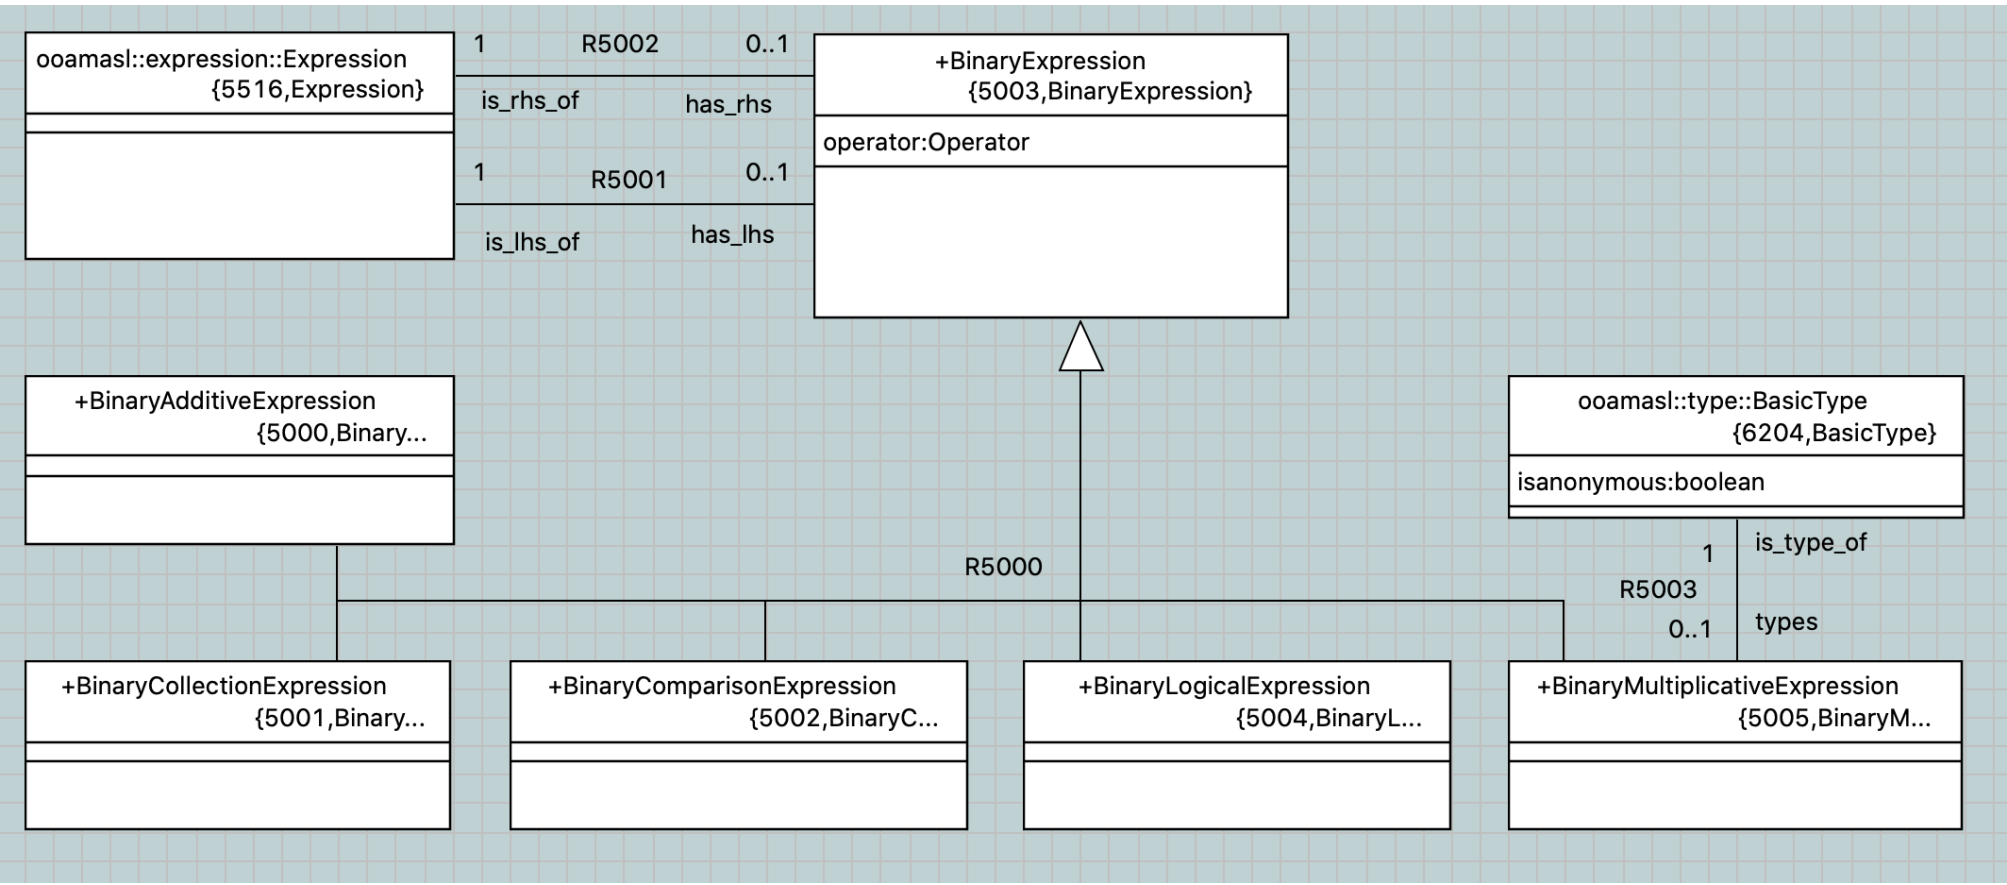 ooamasl::expression::Expression
{5516,Expression}
1
R5002
0..1
is_rhs_of
has_rhs
1
R5001
0..1
is_lhs_of
has_lhs
+BinaryExpression
{5003,BinaryExpression}
operator:Operator
+BinaryAdditiveExpression
{5000,Binary...
ooamasl::type::BasicType
{6204,BasicType}
isanonymous:boolean
R5000
1
is_type_of
R5003
0..1
types
+BinaryCollectionExpression
{5001,Binary...
+BinaryComparisonExpression
{5002,BinaryC...
+BinaryLogicalExpression
{5004,BinaryL...
+BinaryMultiplicativeExpression
{5005,BinaryM...